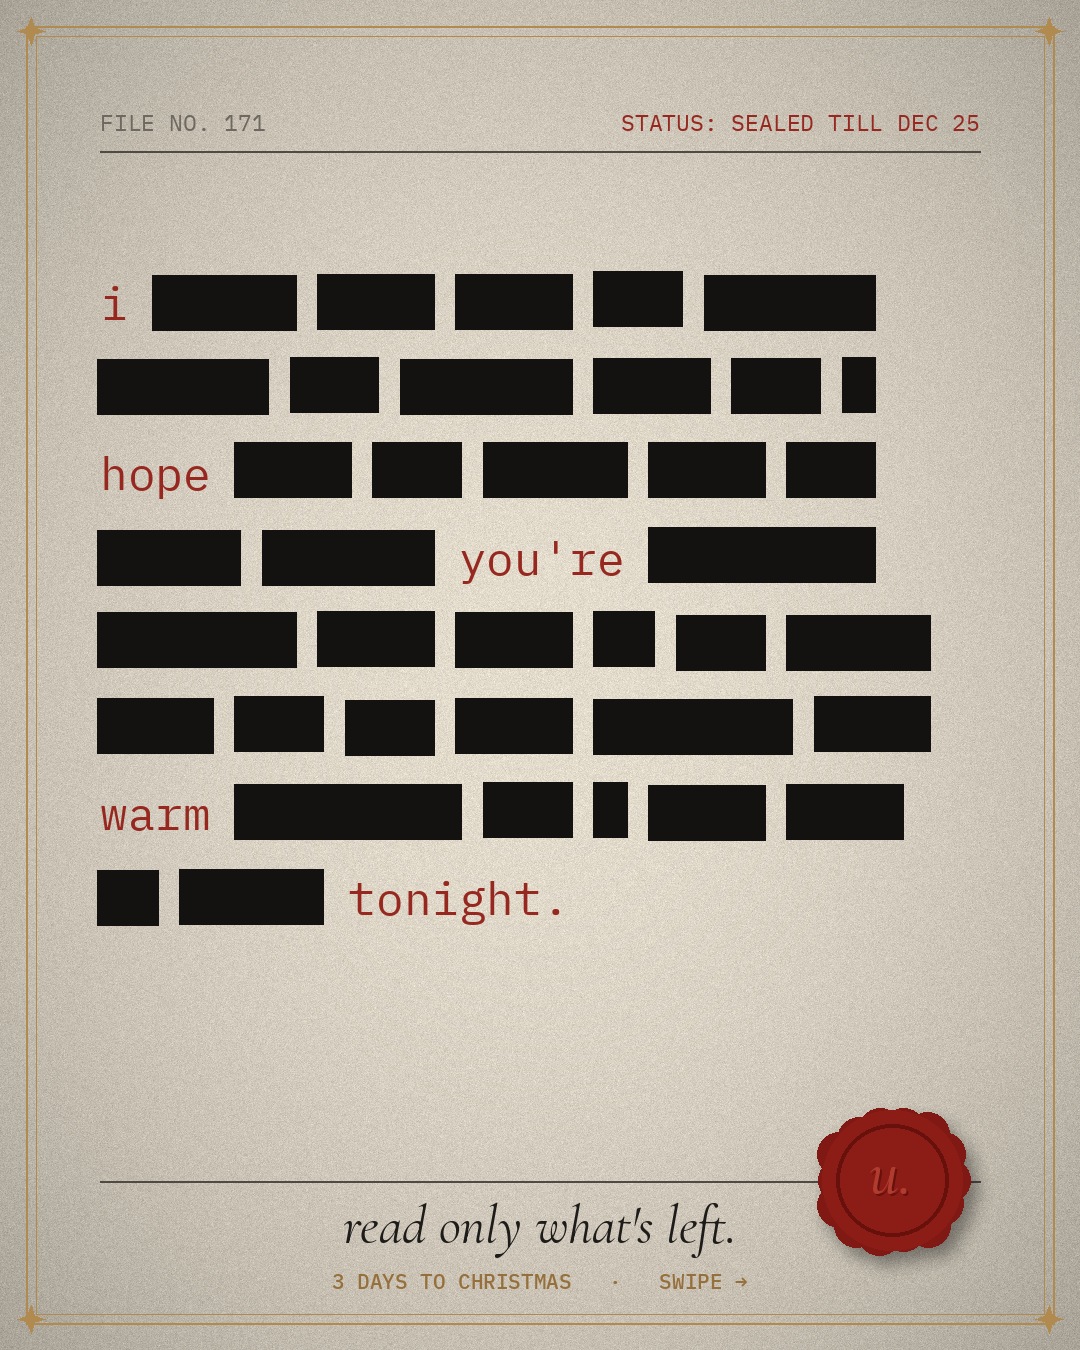 FILE NO. 171
STATUS: SEALED TILL DEC 25
i
hope
you're
warm
tonight.
u.
read only what's left.
3 DAYS TO CHRISTMAS · SWIPE →